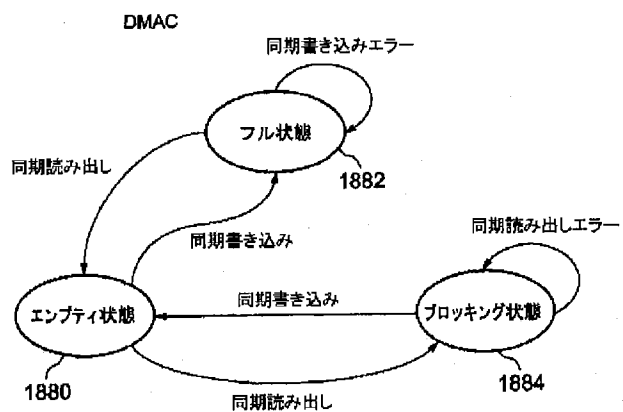 DMAC
同期書き込みエラー
フル状態
1882
同期読み出し
同期書き込み
同期読み出しエラー
エンプティ状態
同期書き込み
ブロッキング状態
1880
1884
同期読み出し